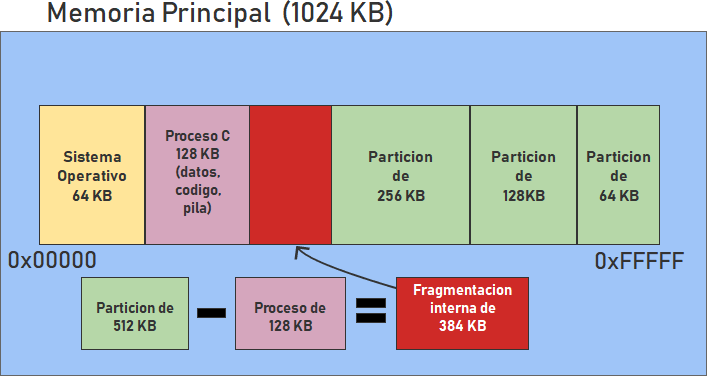 Memoria Principal (1024 KB)
Sistema
Operativo
64 KB
Proceso C
128 KB
(datos,
codigo,
pila)
Particion
de
256 KB
Particion
de
128KB
Particion
de
64 KB
0x00000
0xFFFFF
Particion de
512 KB
-
Proceso de
128 KB
=
Fragmentacion
interna de
384 KB